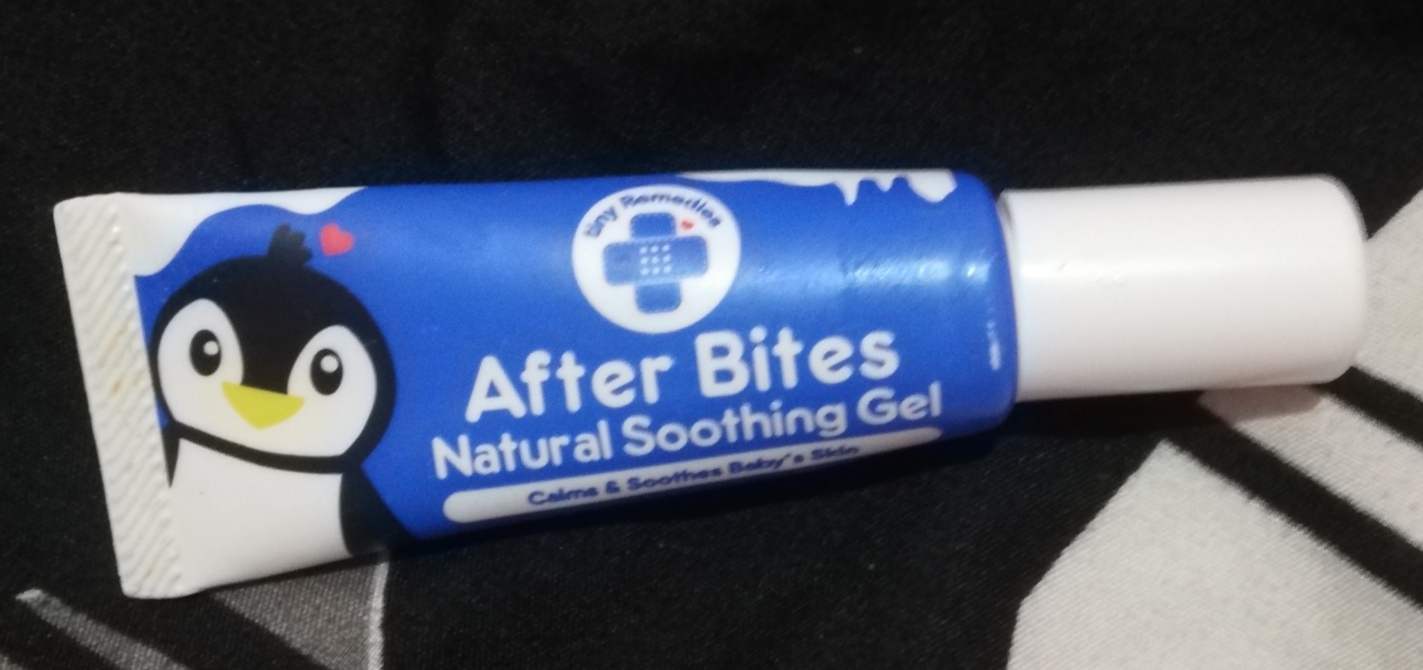 tiny Remedies
After Bites
Natural Soothing Gel
Calms & Soothes Baby's Skin